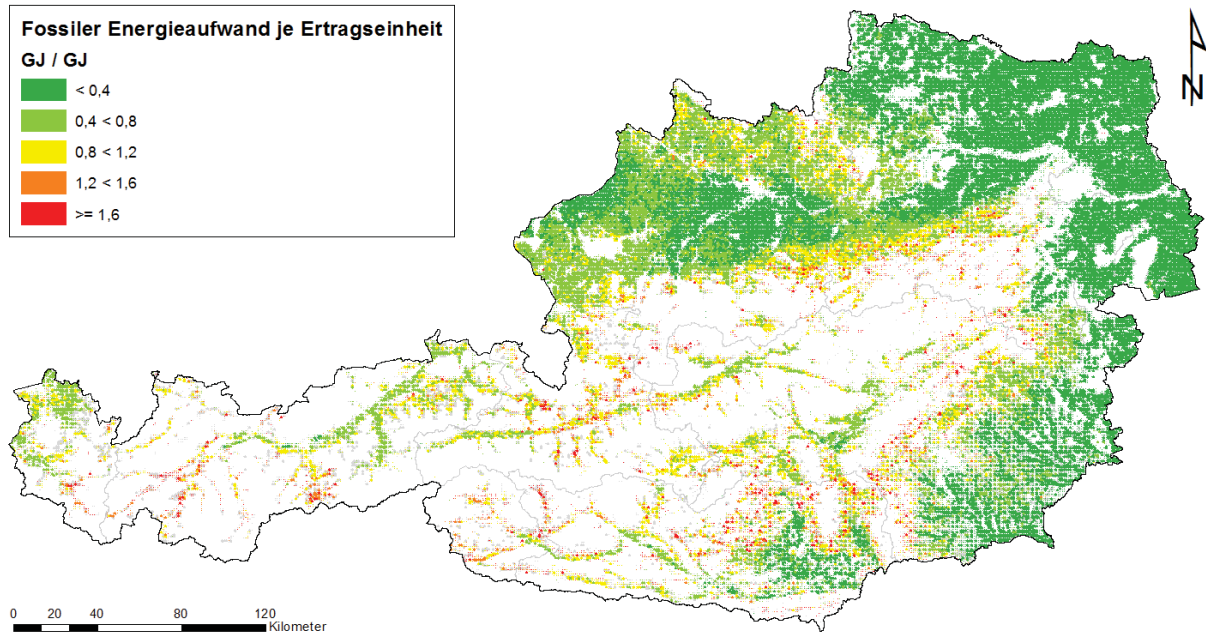 Fossiler Energieaufwand je Ertragseinheit
GJ / GJ
< 0,4
0,4 < 0,8
0,8 < 1,2
1,2 < 1,6
>= 1,6
N
0 20 40 80 120
Kilometer